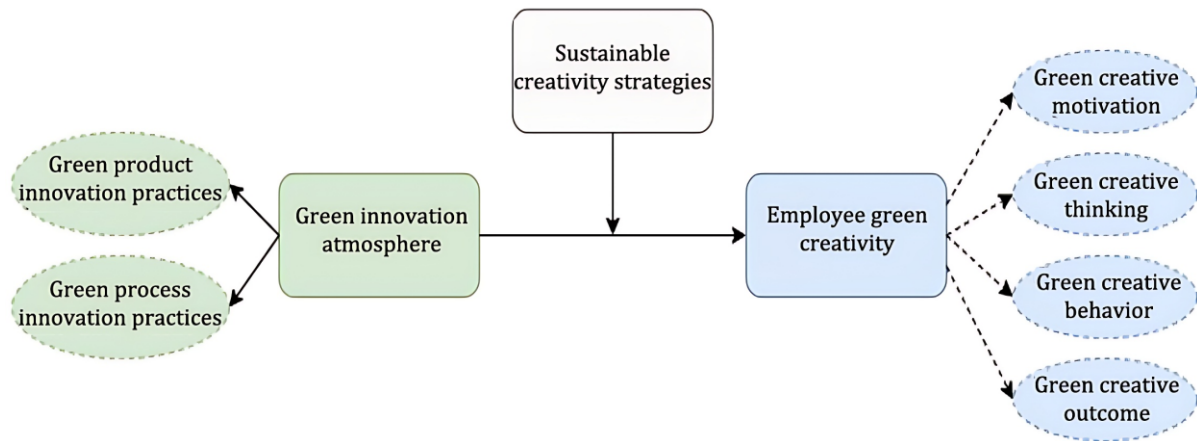 Sustainable
creativity strategies
Green product
innovation practices
Green process
innovation practices
Green innovation
atmosphere
Employee green
creativity
Green creative
motivation
Green creative
thinking
Green creative
behavior
Green creative
outcome